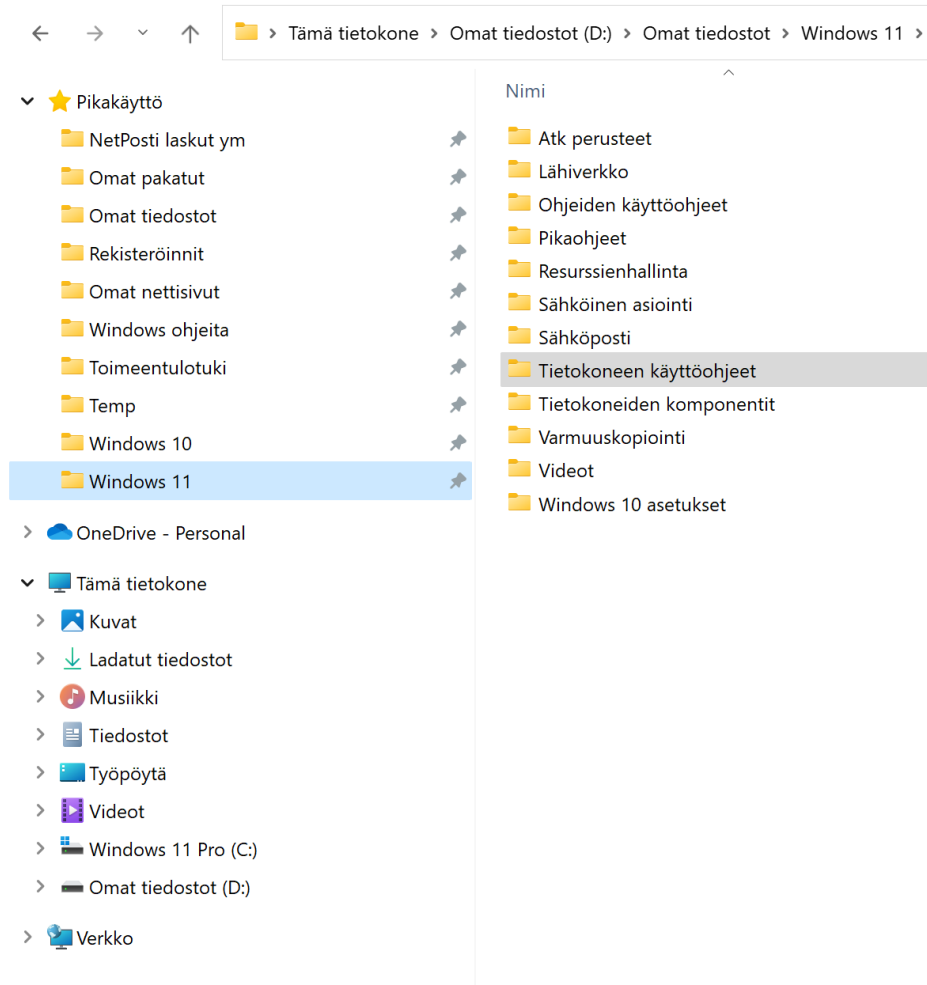 Tämä tietokone Omat tiedostot (D:) Omat tiedostot Windows 11
Pikakäyttö
NetPosti laskut ym
Omat pakatut
Omat tiedostot
Rekisteröinnit
Omat nettisivut
Windows ohjeita
Toimeentulotuki
Temp
Windows 10
Windows 11
OneDrive - Personal
Tämä tietokone
Kuvat
Ladatut tiedostot
Musiikki
Tiedostot
Työpöytä
Videot
Windows 11 Pro (C:)
Omat tiedostot (D:)
Verkko
Nimi
Atk perusteet
Lähiverkko
Ohjeiden käyttöohjeet
Pikaohjeet
Resurssienhallinta
Sähköinen asiointi
Sähköposti
Tietokoneen käyttöohjeet
Tietokoneiden komponentit
Varmuuskopiointi
Videot
Windows 10 asetukset